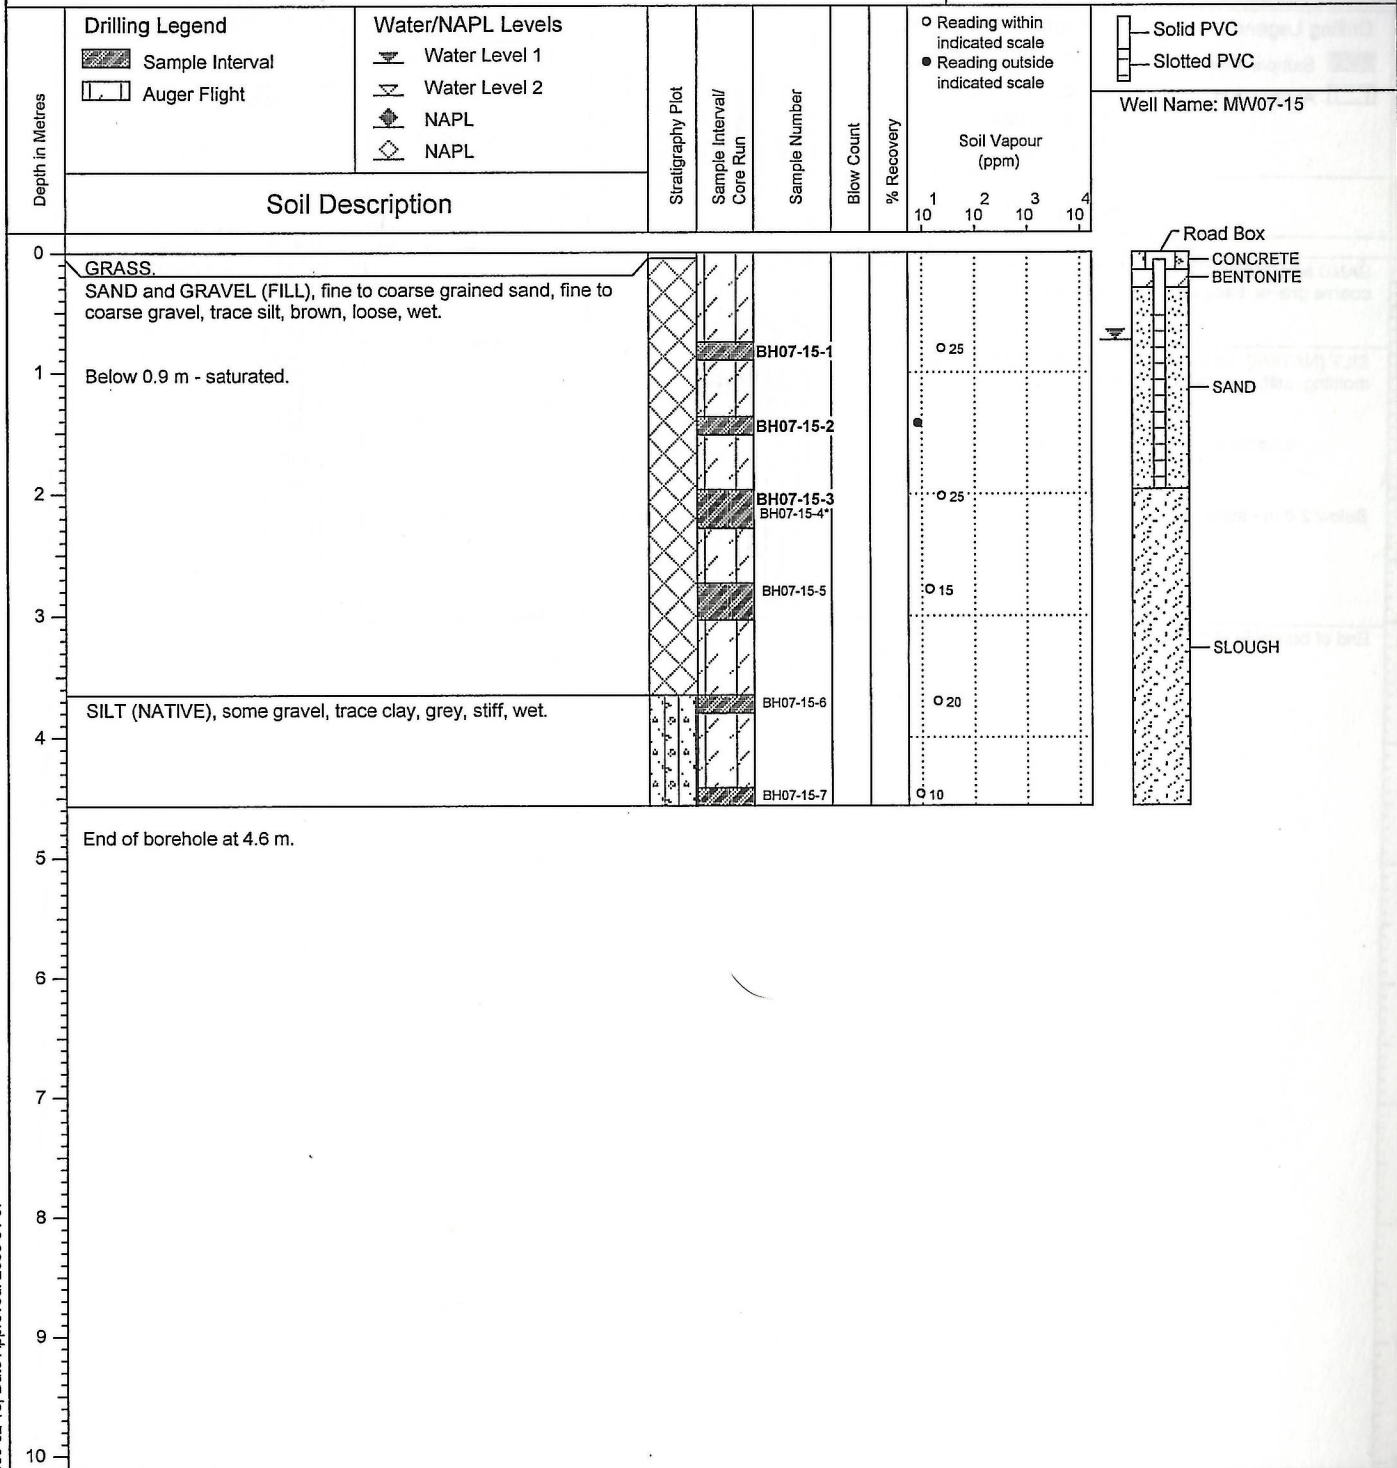 Drilling Legend
Sample Interval
Auger Flight
Water/NAPL Levels
Water Level 1
Water Level 2
NAPL
NAPL
Depth in Metres
Soil Description
Stratigraphy Plot
Sample Interval/
Core Run
Sample Number
Blow Count
% Recovery
Reading within
indicated scale
Reading outside
indicated scale
Soil Vapour
(ppm)
10^1 10^2 10^3 10^4
Solid PVC
Slotted PVC
Well Name: MW07-15
Road Box
CONCRETE
BENTONITE
SAND
SLOUGH
0
GRASS.
SAND and GRAVEL (FILL), fine to coarse grained sand, fine to
coarse gravel, trace silt, brown, loose, wet.
BH07-15-1 25
1
Below 0.9 m - saturated.
BH07-15-2
2
BH07-15-3 25
BH07-15-4*
BH07-15-5 15
3
SILT (NATIVE), some gravel, trace clay, grey, stiff, wet.
BH07-15-6 20
4
BH07-15-7 10
End of borehole at 4.6 m.
5
6
7
8
9
10